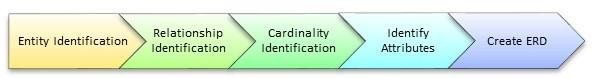 Entity Identification
Relationship
Identification
Cardinality
Identification
Identify
Attributes
Create ERD